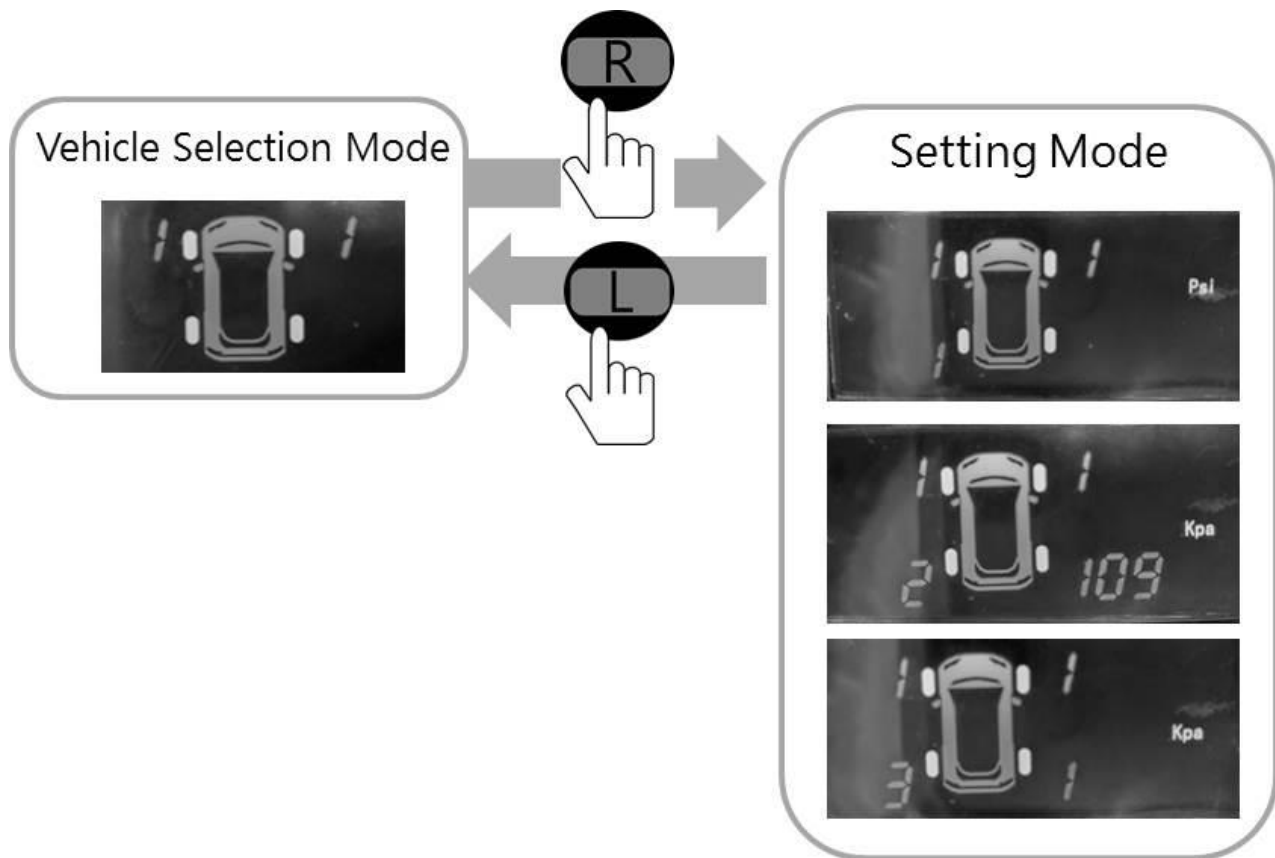 R
Vehicle Selection Mode
1 1
L
Setting Mode
1 1
Psi
1
1 1
Kpa
2 109
1 1
Kpa
3 1